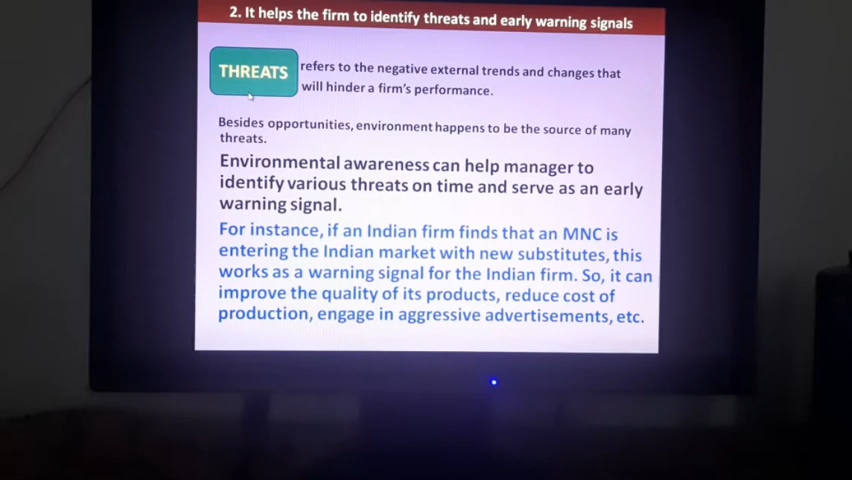 2. It helps the firm to identify threats and early warning signals
THREATS
refers to the negative external trends and changes that
will hinder a firm's performance.
Besides opportunities, environment happens to be the source of many
threats.
Environmental awareness can help manager to
identify various threats on time and serve as an early
warning signal.
For instance, if an Indian firm finds that an MNC is
entering the Indian market with new substitutes, this
works as a warning signal for the Indian firm. So, it can
improve the quality of its products, reduce cost of
production, engage in aggressive advertisements, etc.